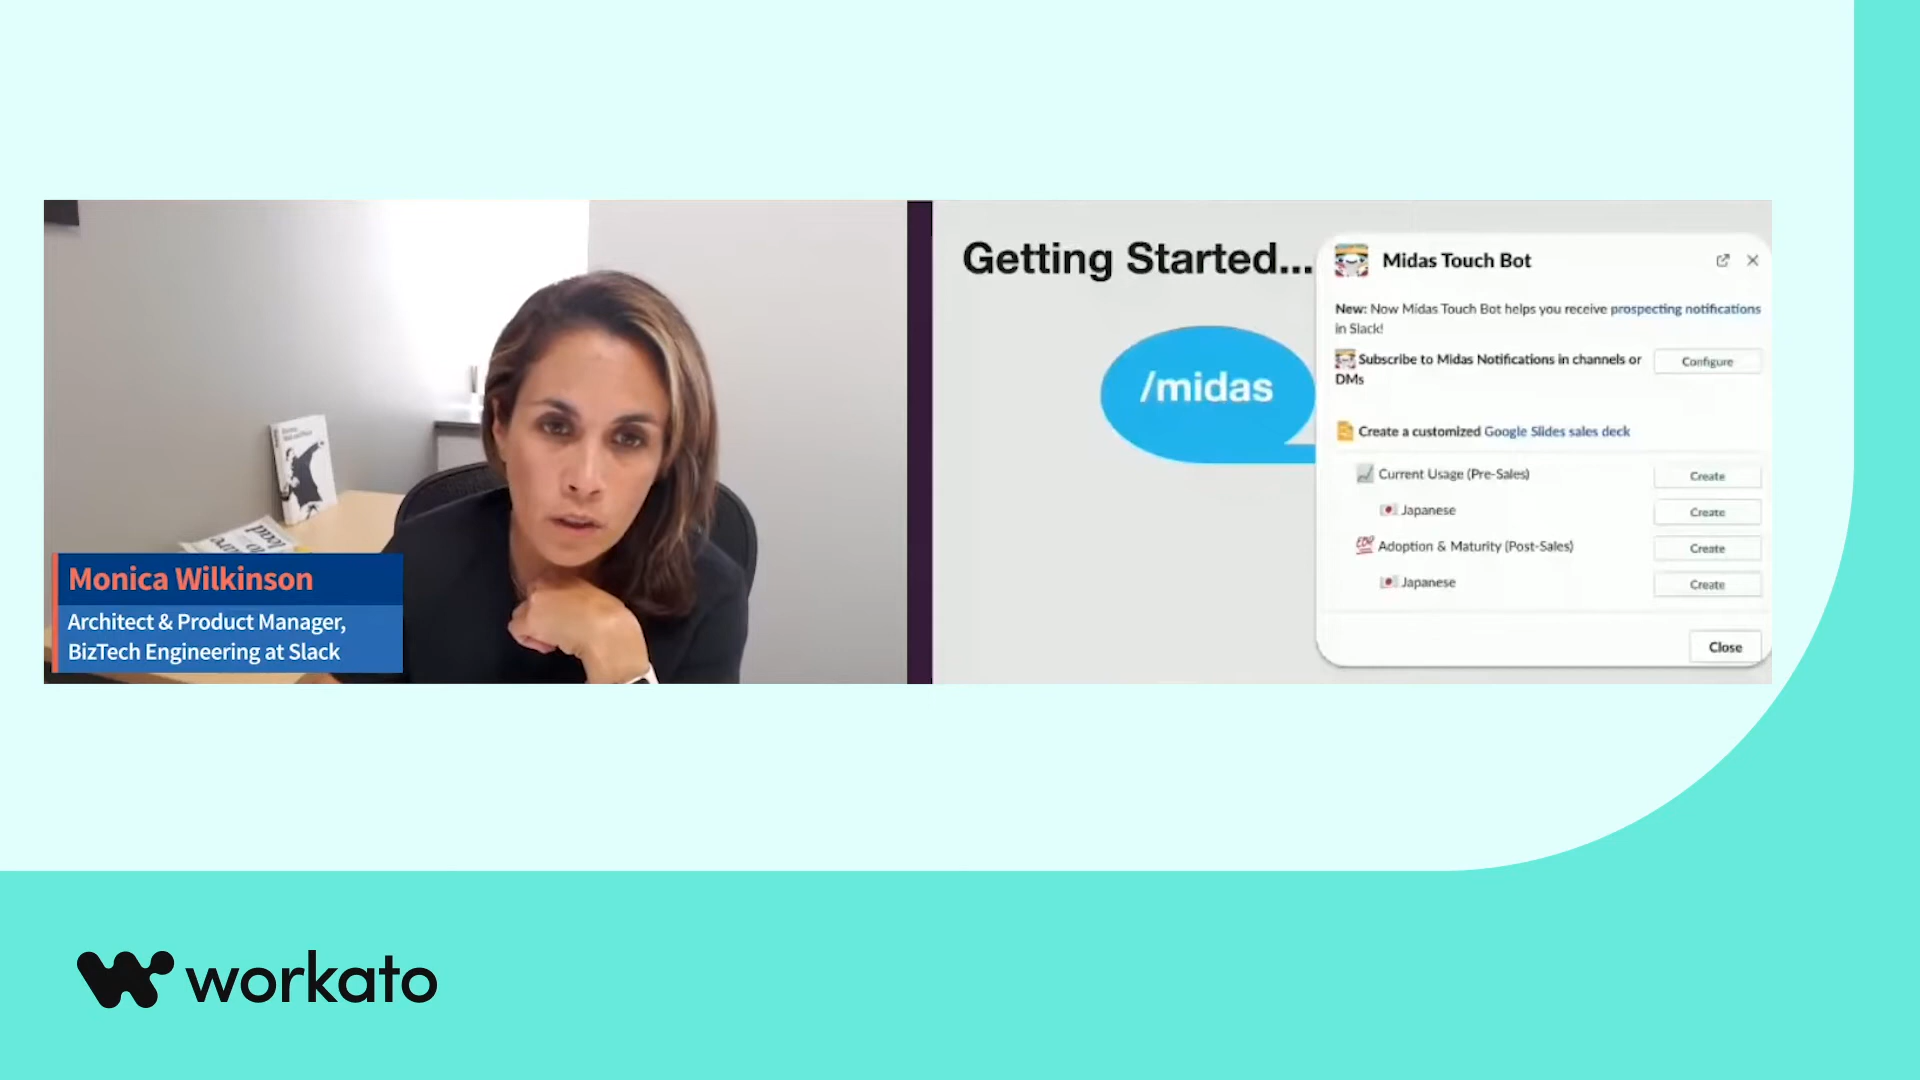 Monica Wilkinson
Architect & Product Manager,
BizTech Engineering at Slack
Getting Started...
/midas
Midas Touch Bot
New: Now Midas Touch Bot helps you receive prospecting notifications
in Slack!
Subscribe to Midas Notifications in channels or
DMs
Configure
Create a customized Google Slides sales deck
Current Usage (Pre-Sales)
Create
Japanese
Create
Adoption & Maturity (Post-Sales)
Create
Japanese
Create
Close
workato